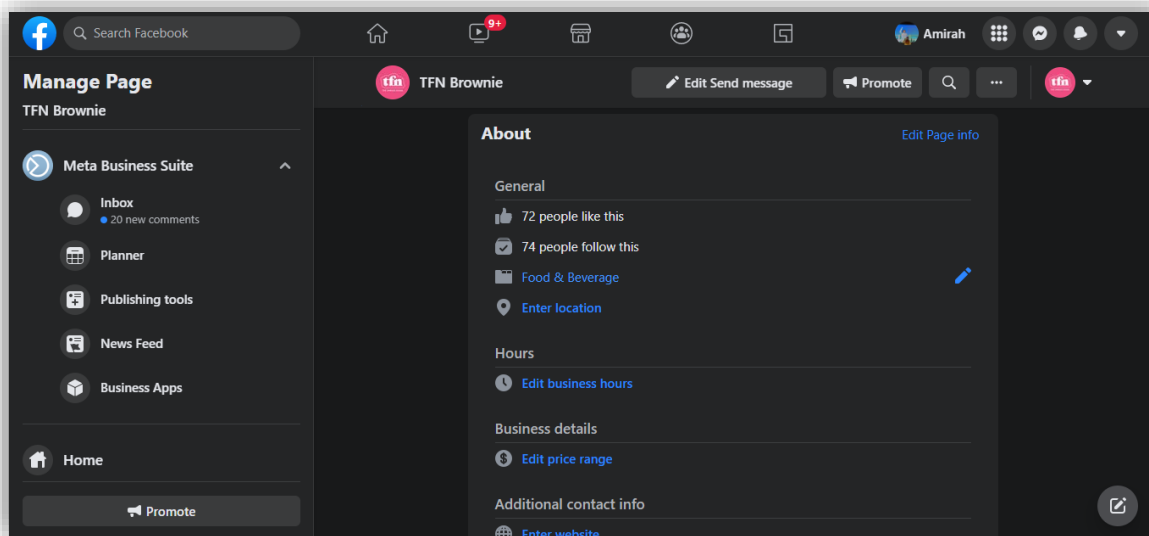 Search Facebook
9+
Amirah
Manage Page
TFN Brownie
tfn
TFN Brownie
Edit Send message
Promote
tfn
Meta Business Suite
Inbox
20 new comments
Planner
Publishing tools
News Feed
Business Apps
Home
Promote
About
Edit Page info
General
72 people like this
74 people follow this
Food & Beverage
Enter location
Hours
Edit business hours
Business details
Edit price range
Additional contact info
Enter website